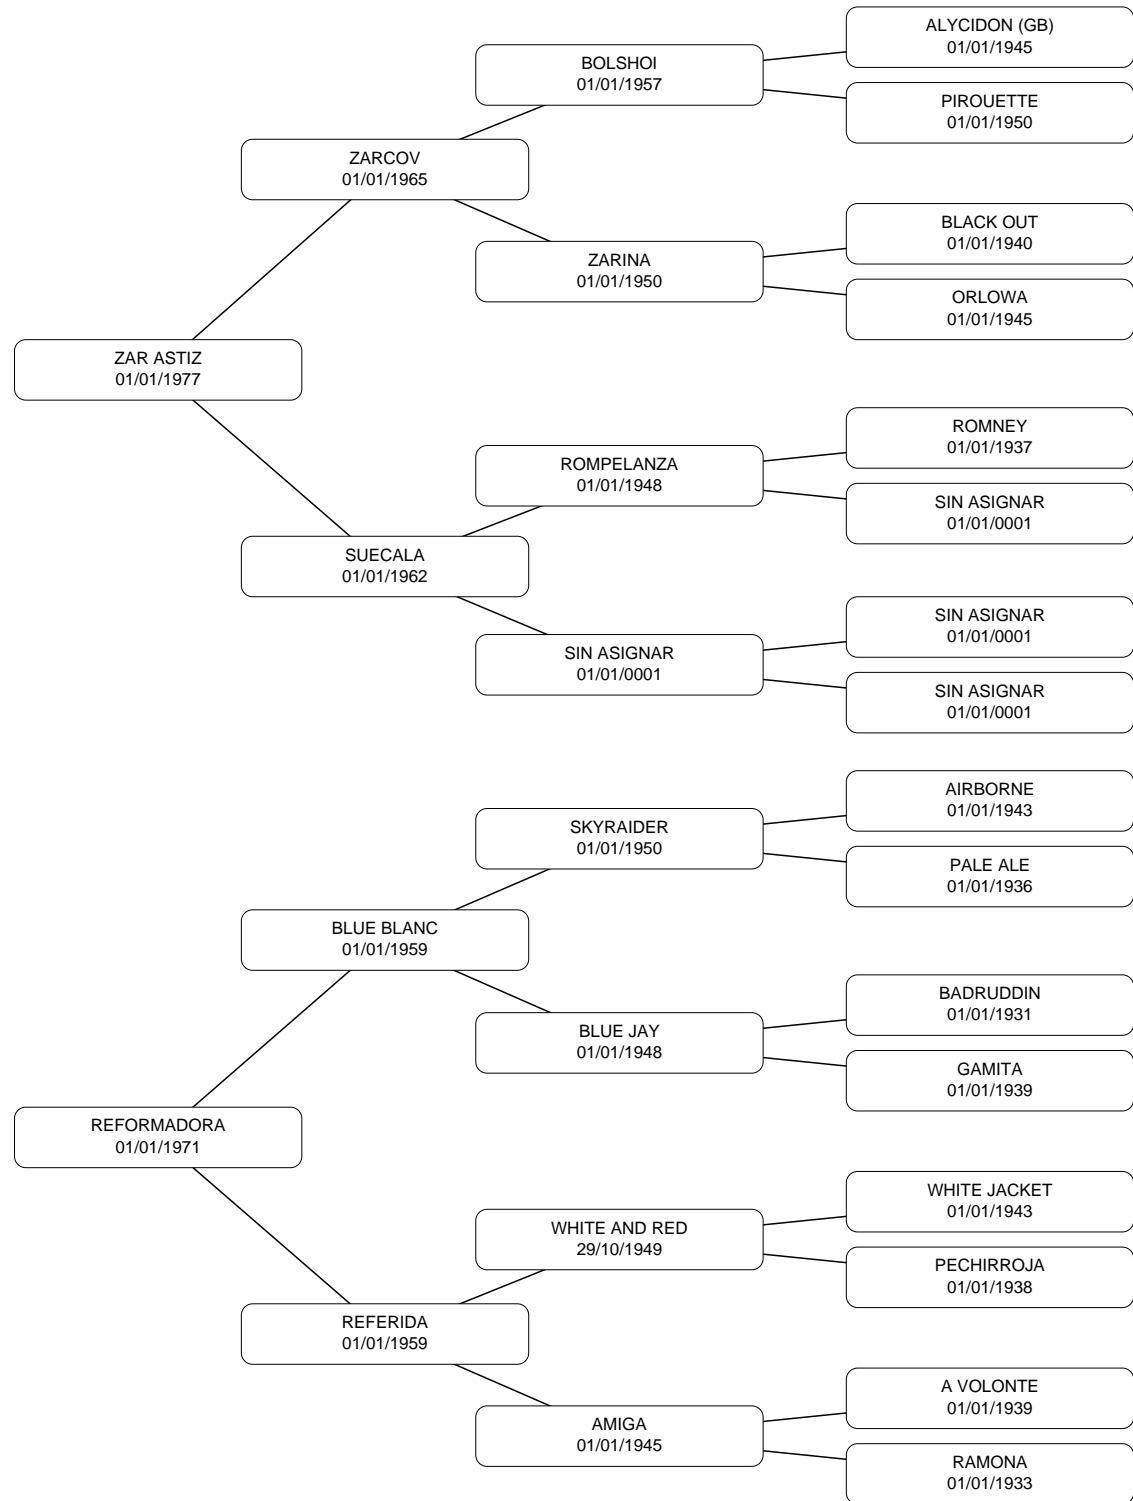 ALYCIDON (GB)
01/01/1945
BOLSHOI
01/01/1957
PIROUETTE
01/01/1950
ZARCOV
01/01/1965
BLACK OUT
01/01/1940
ZARINA
01/01/1950
ORLOWA
01/01/1945
ZAR ASTIZ
01/01/1977
ROMNEY
01/01/1937
ROMPELANZA
01/01/1948
SIN ASIGNAR
01/01/0001
SUECALA
01/01/1962
SIN ASIGNAR
01/01/0001
SIN ASIGNAR
01/01/0001
SIN ASIGNAR
01/01/0001
AIRBORNE
01/01/1943
SKYRAIDER
01/01/1950
PALE ALE
01/01/1936
BLUE BLANC
01/01/1959
BADRUDDIN
01/01/1931
BLUE JAY
01/01/1948
GAMITA
01/01/1939
REFORMADORA
01/01/1971
WHITE JACKET
01/01/1943
WHITE AND RED
29/10/1949
PECHIRROJA
01/01/1938
REFERIDA
01/01/1959
A VOLONTE
01/01/1939
AMIGA
01/01/1945
RAMONA
01/01/1933